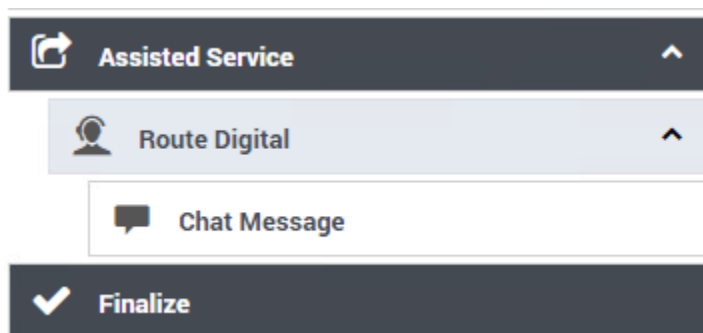 Assisted Service
Route Digital
Chat Message
Finalize